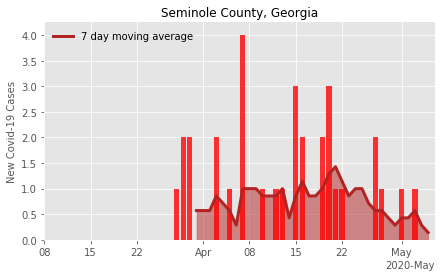 Seminole County, Georgia
7 day moving average
New Covid-19 Cases
4.0
3.5
3.0
2.5
2.0
1.5
1.0
0.5
0.0
08
15
22
Apr
08
15
22
May
2020-May